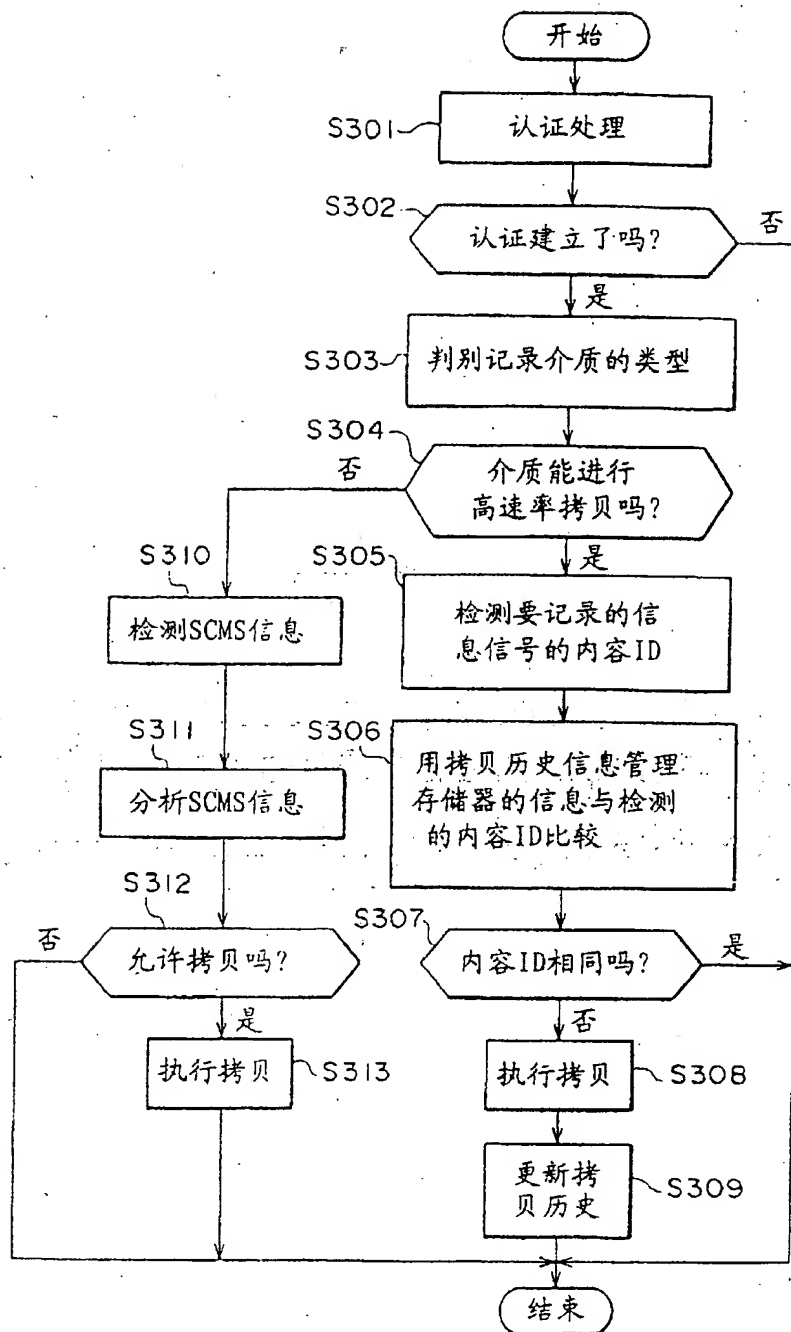 开始
S301
认证处理
S302
认证建立了吗?
否
是
S303
判别记录介质的类型
S304
否
介质能进行
高速率拷贝吗?
S310
S305
是
检测SCMS信息
检测要记录的信
息信号的内容ID
S311
S306
分析SCMS信息
用拷贝历史信息管理
存储器的信息与检测
的内容ID比较
S312
S307
否
允许拷贝吗?
内容ID相同吗?
是
是
否
执行拷贝
S313
执行拷贝
S308
更新拷
贝历史
S309
结束